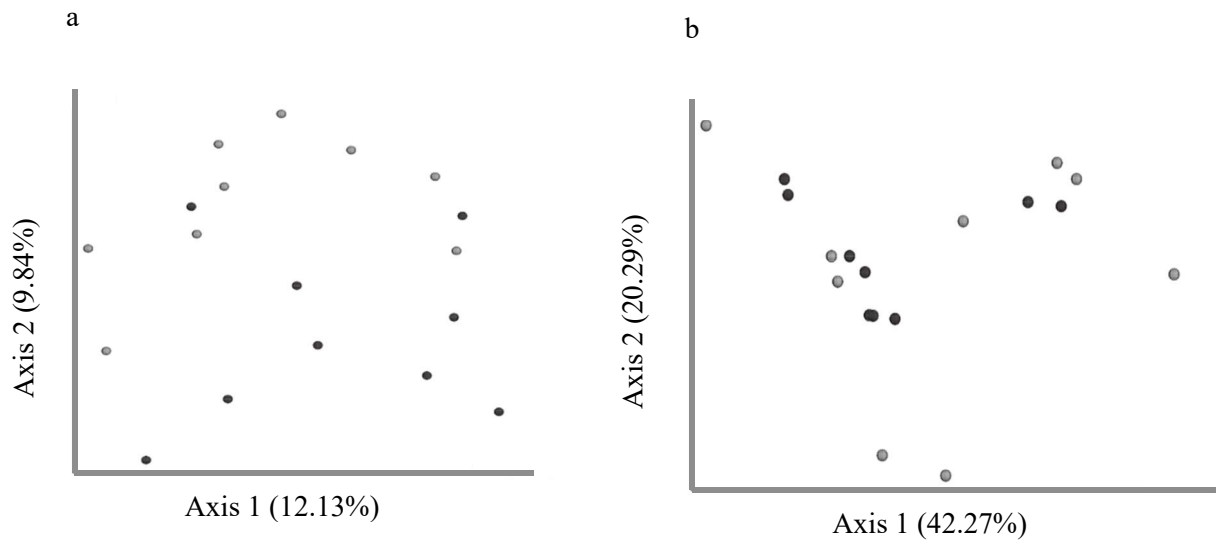 a
Axis 2 (9.84%)
Axis 1 (12.13%)
b
Axis 2 (20.29%)
Axis 1 (42.27%)